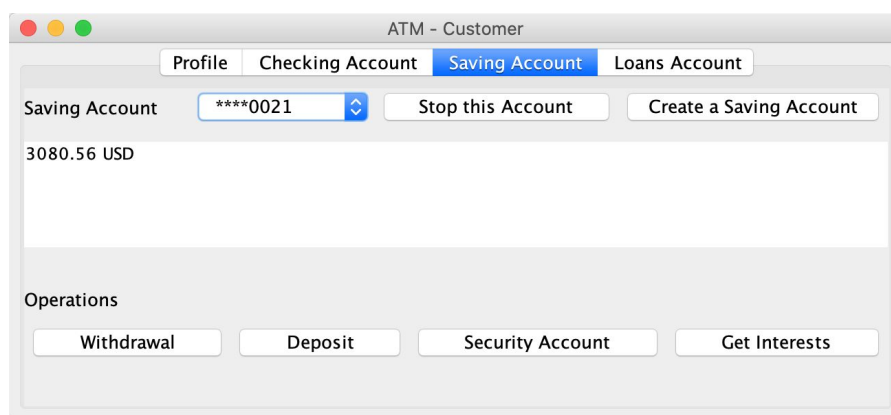 ATM - Customer
Profile Checking Account Saving Account Loans Account
Saving Account ****0021 Stop this Account Create a Saving Account
3080.56 USD
Operations
Withdrawal Deposit Security Account Get Interests